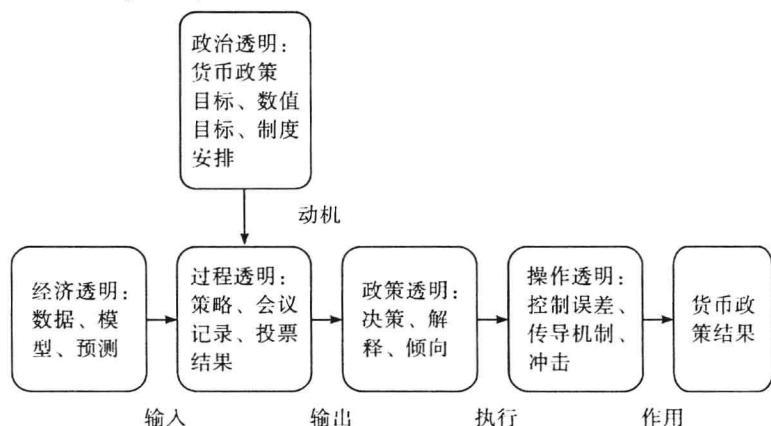 政治透明：
货币政策
目标、数值
目标、制度
安排
动机
经济透明：
数据、模
型、预测
过程透明：
策略、会议
记录、投票
结果
政策透明：
决策、解
释、倾向
操作透明：
控制误差、
传导机制、
冲击
货币政
策结果
输入
输出
执行
作用